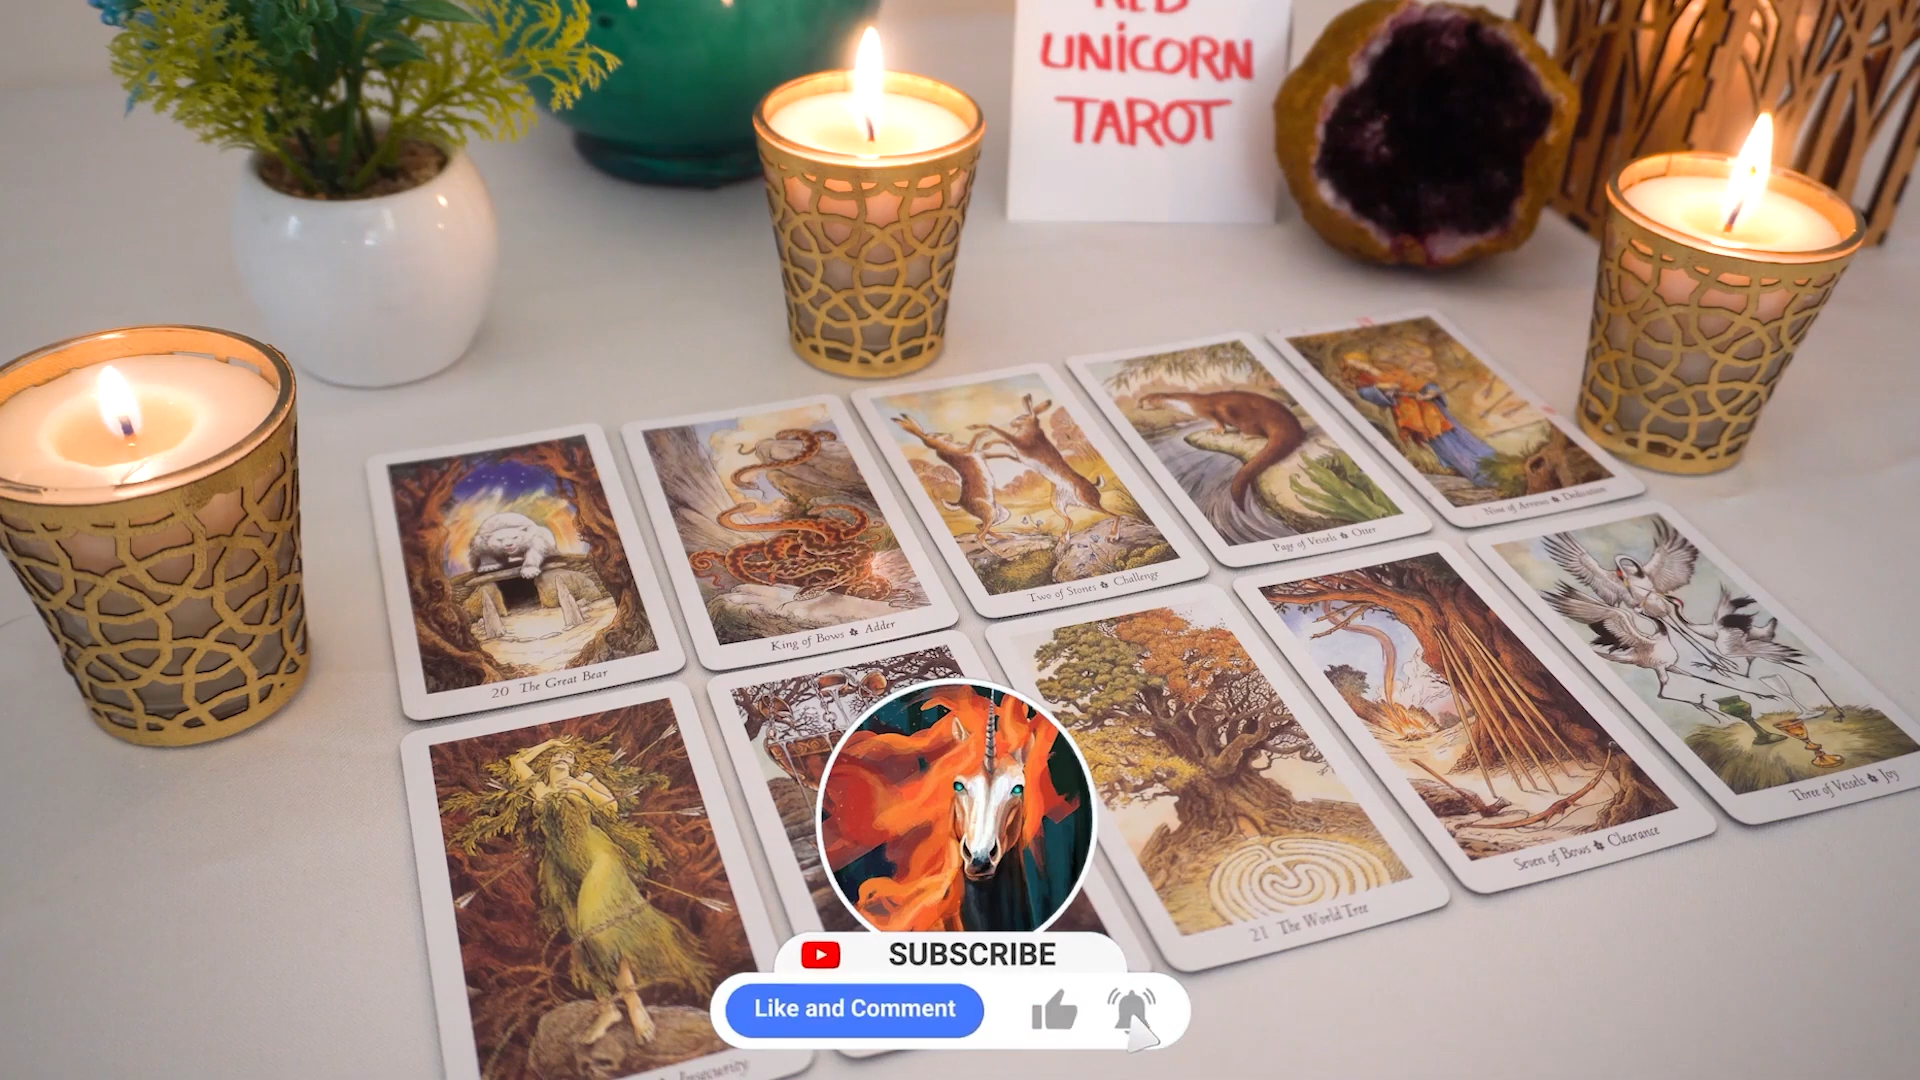 RED
UNICORN
TAROT
Nine of Arrows Dedication
Page of Vessels Otter
Two of Stones Challenge
King of Bows Adder
20 The Great Bear
Three of Vessels Joy
Seven of Bows Clearance
21 The World Tree
Insecurity
SUBSCRIBE
Like and Comment